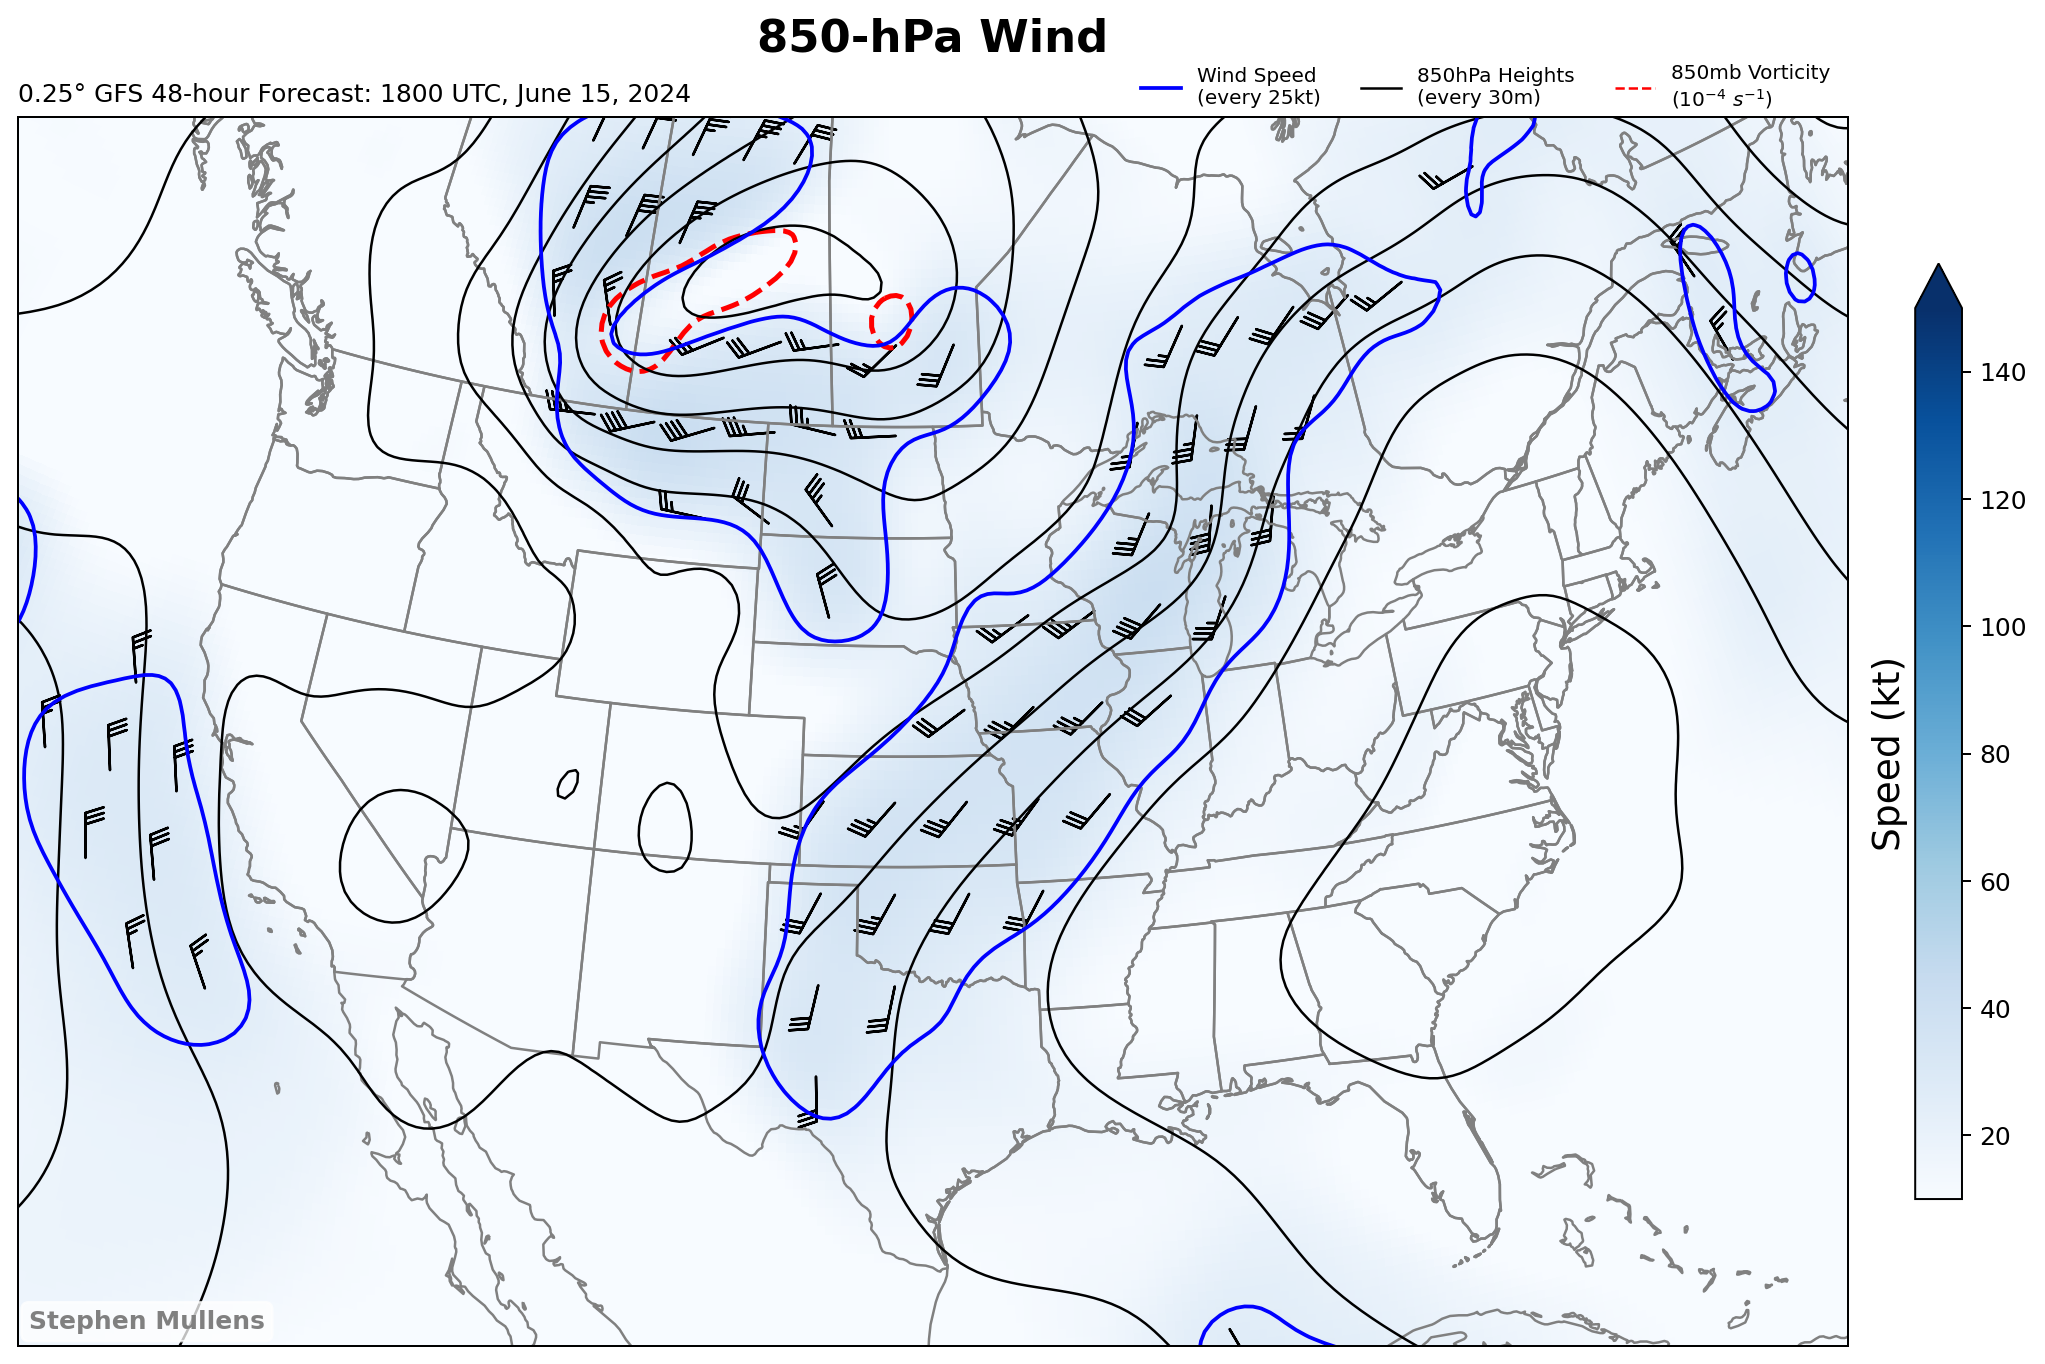 850-hPa Wind
0.25° GFS 48-hour Forecast: 1800 UTC, June 15, 2024
Wind Speed
(every 25kt)
850hPa Heights
(every 30m)
850mb Vorticity
(10⁻⁴ s⁻¹)
140
120
100
80
60
40
20
Speed (kt)
Stephen Mullens